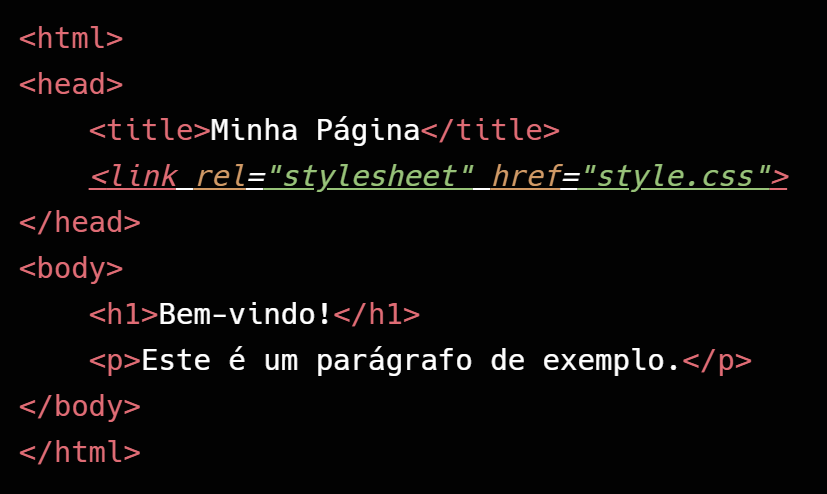 <html>
<head>
    <title>Minha Página</title>
    <link rel="stylesheet" href="style.css">
</head>
<body>
    <h1>Bem-vindo!</h1>
    <p>Este é um parágrafo de exemplo.</p>
</body>
</html>